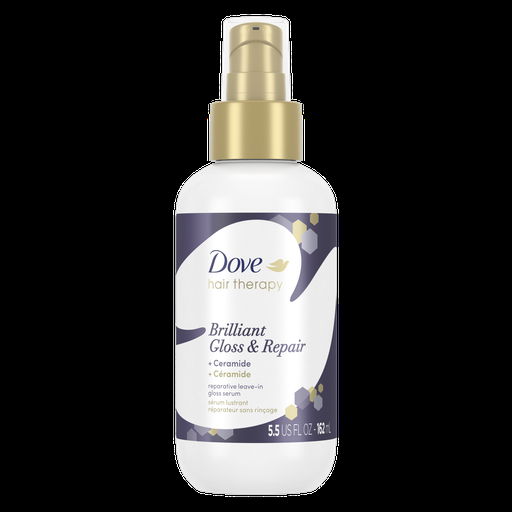 Dove
hair therapy
Brilliant
Gloss & Repair
+ Ceramide
+ Céramide
reparative leave-in
gloss serum
sérum lustrant
réparateur sans rinçage
5.5 US FL OZ - 162 mL